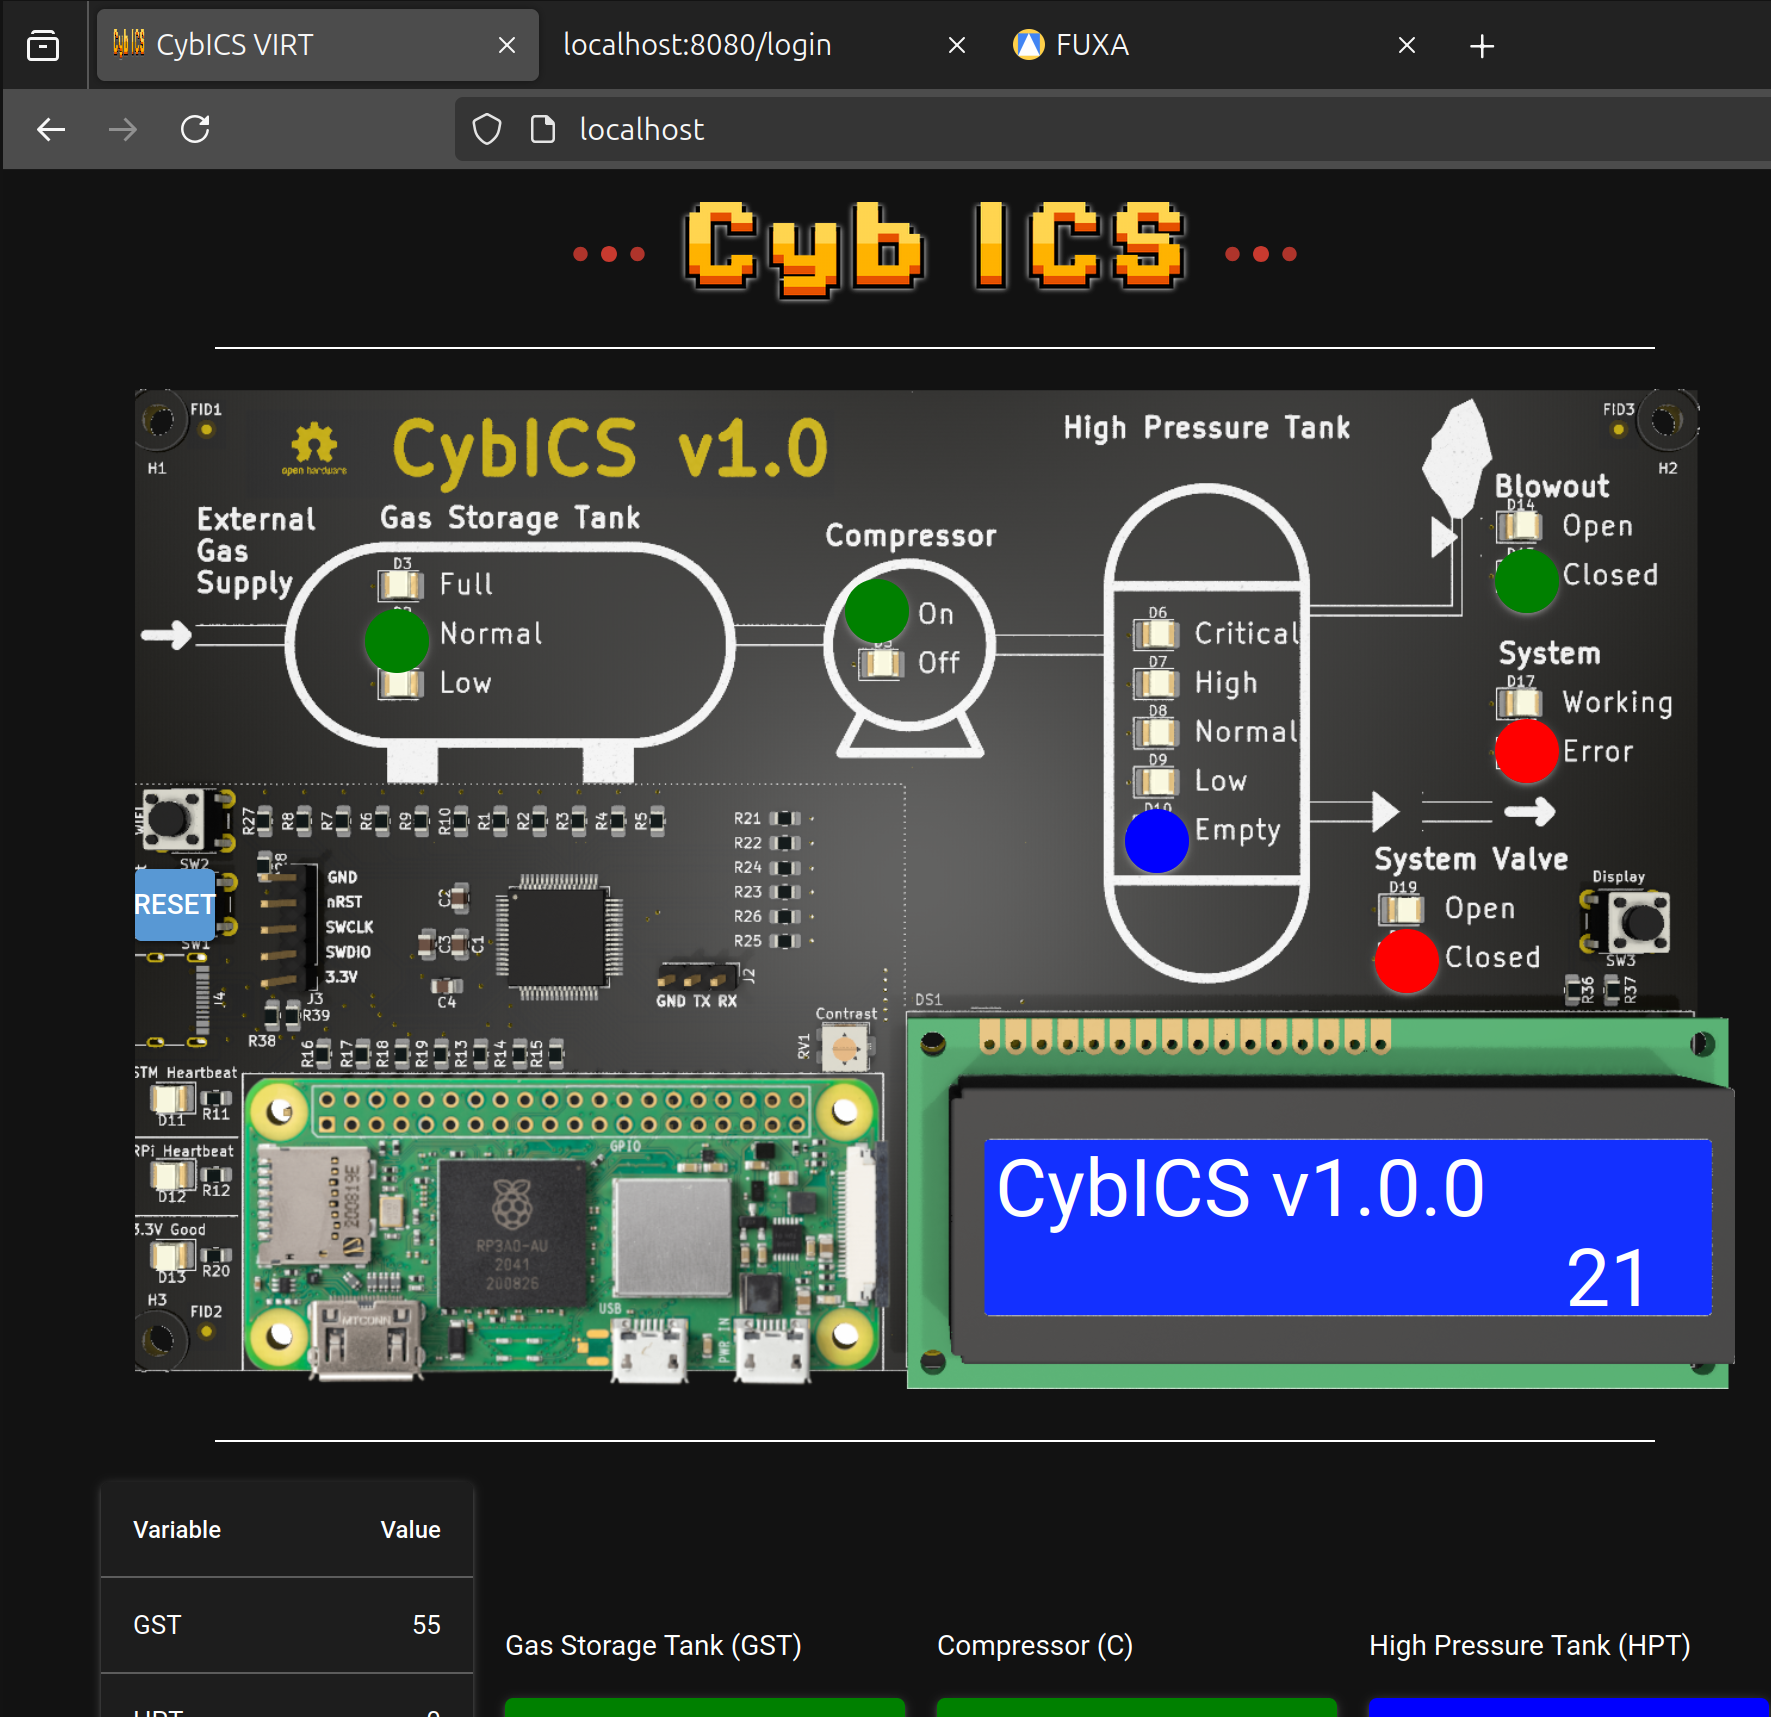 CybICS VIRT
localhost:8080/login
FUXA
localhost
Cyb ICS
FID1
H1
open hardware
CybICS v1.0
High Pressure Tank
FID3
H2
External
Gas
Supply
Gas Storage Tank
D3
Full
Normal
Low
Compressor
On
Off
D6
Critical
D7
High
D8
Normal
D9
Low
D10
Empty
Blowout
D14
Open
Closed
System
D17
Working
Error
System Valve
D19
Open
Closed
Display
SW3
R36
R37
SW2
RESET
SW1
R27
R8
R7
R6
R9
R10
R1
R2
R3
R4
R5
R21
R22
R24
R23
R26
R25
GND
nRST
SWCLK
SWDIO
3.3V
J3
J4
R39
R38
C2
C3
C1
C4
J2
GND TX RX
Contrast
RV1
DS1
R16
R17
R18
R19
R13
R14
R15
STM Heartbeat
D11
R11
RPi Heartbeat
D12
R12
3.3V Good
D13
R20
H3
FID2
GPIO
200819E
RP3A0-AU
2041
200826
MTCONN
USB
PWR IN
CybICS v1.0.0
21
Variable
Value
GST
55
Gas Storage Tank (GST)
Compressor (C)
High Pressure Tank (HPT)